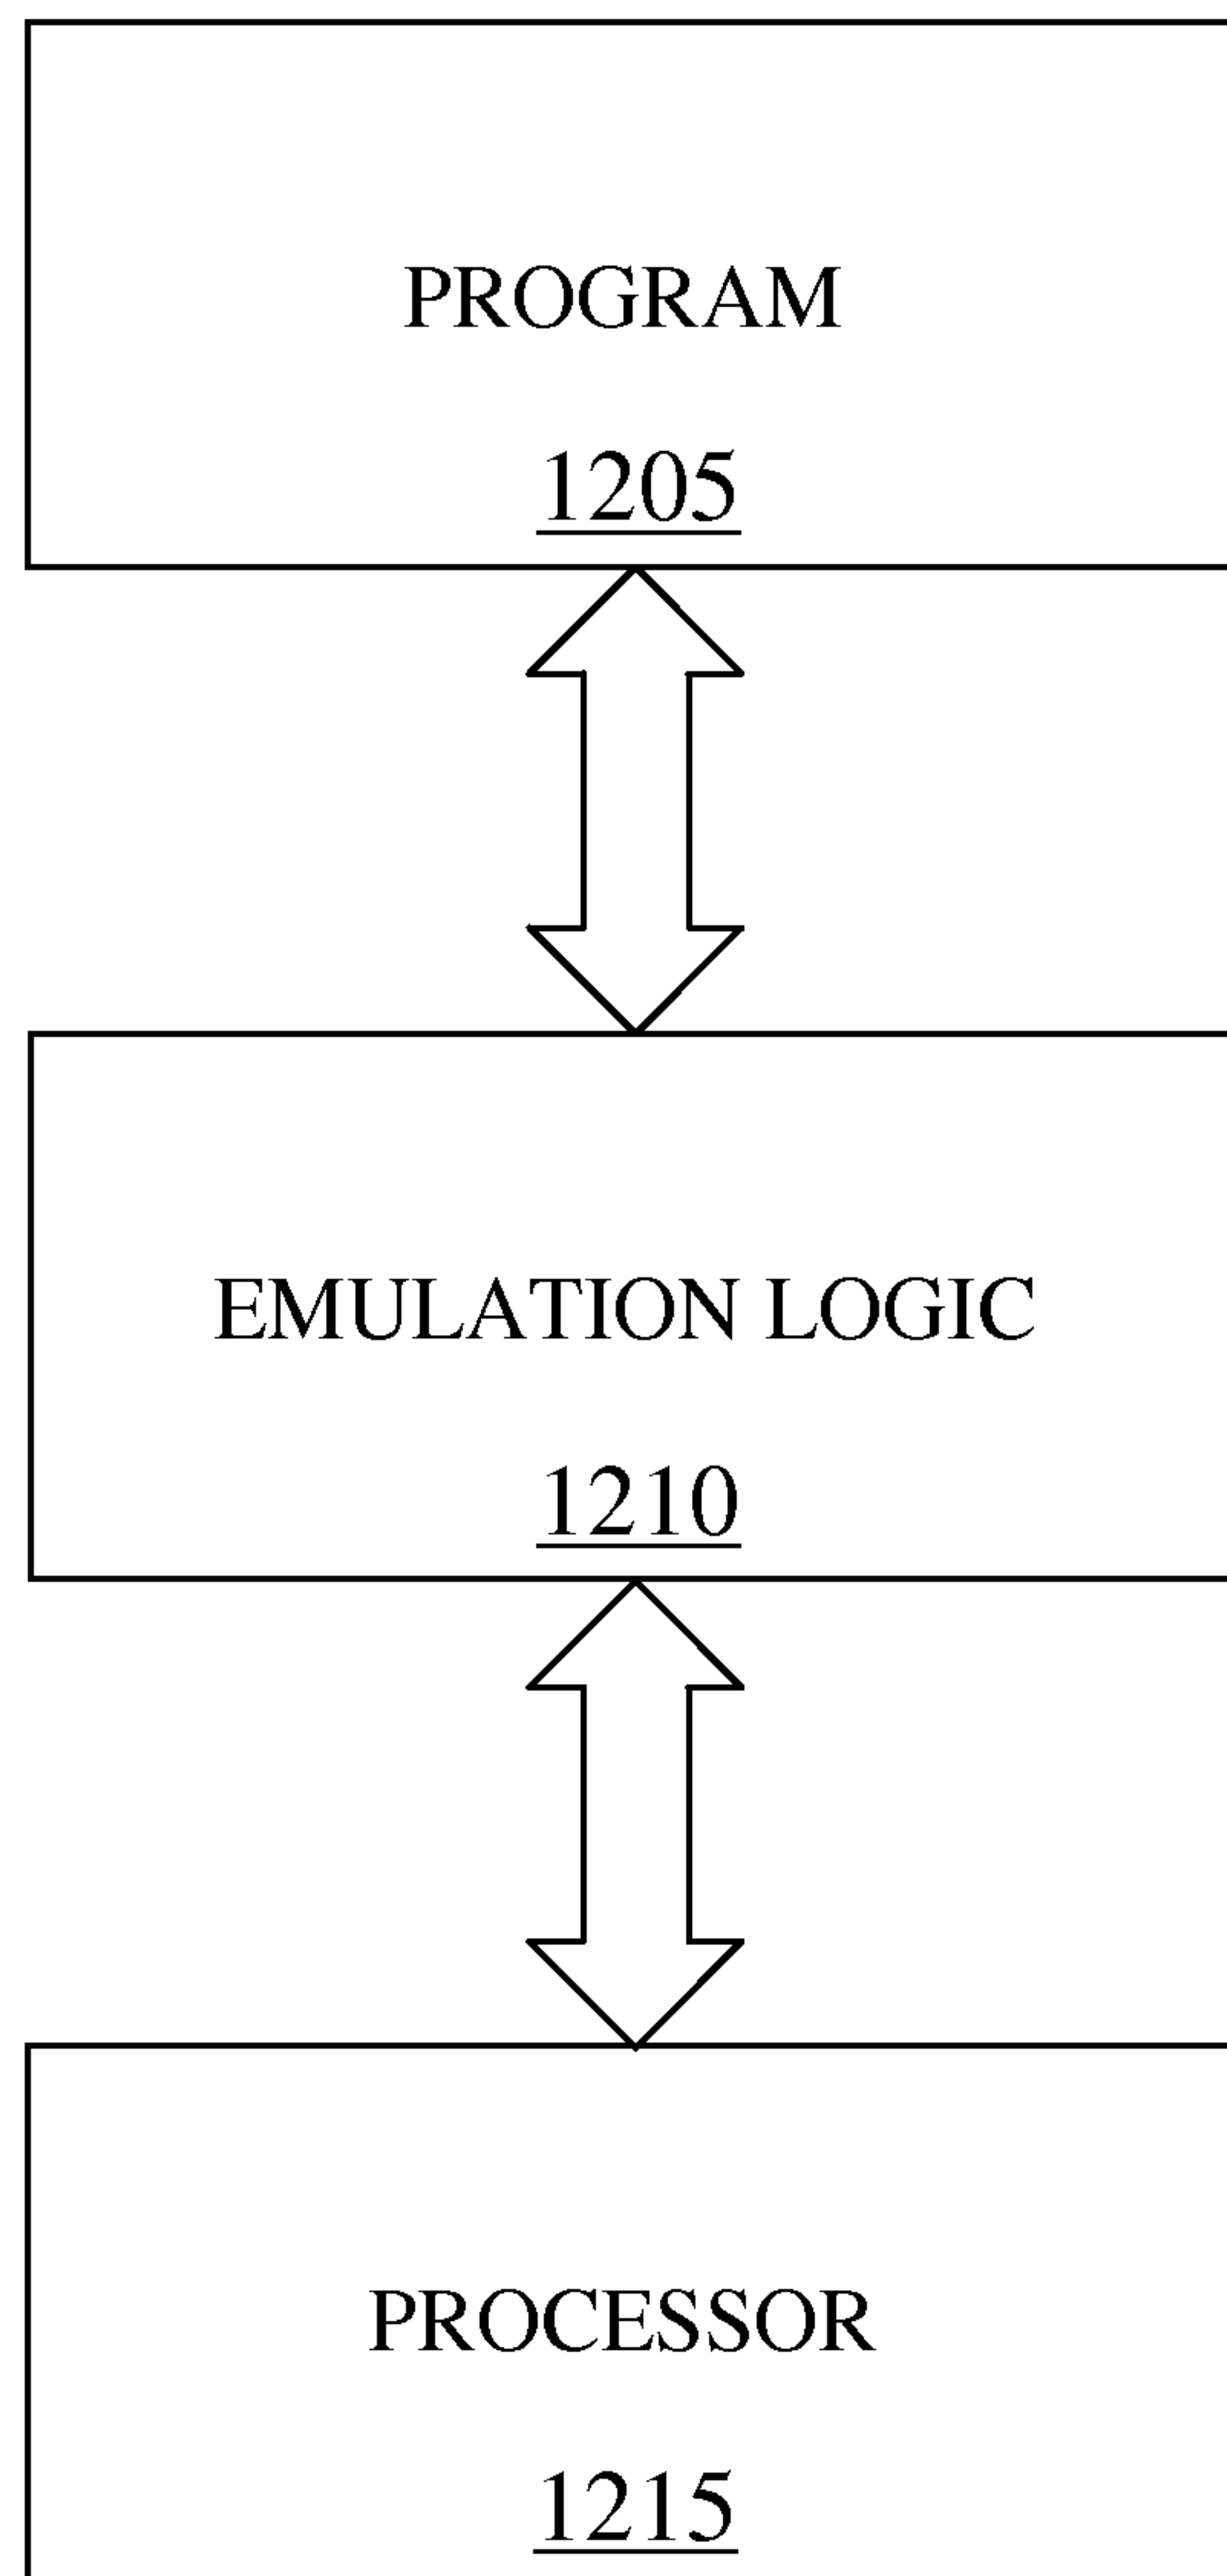 PROGRAM
1205
EMULATION LOGIC
1210
PROCESSOR
1215